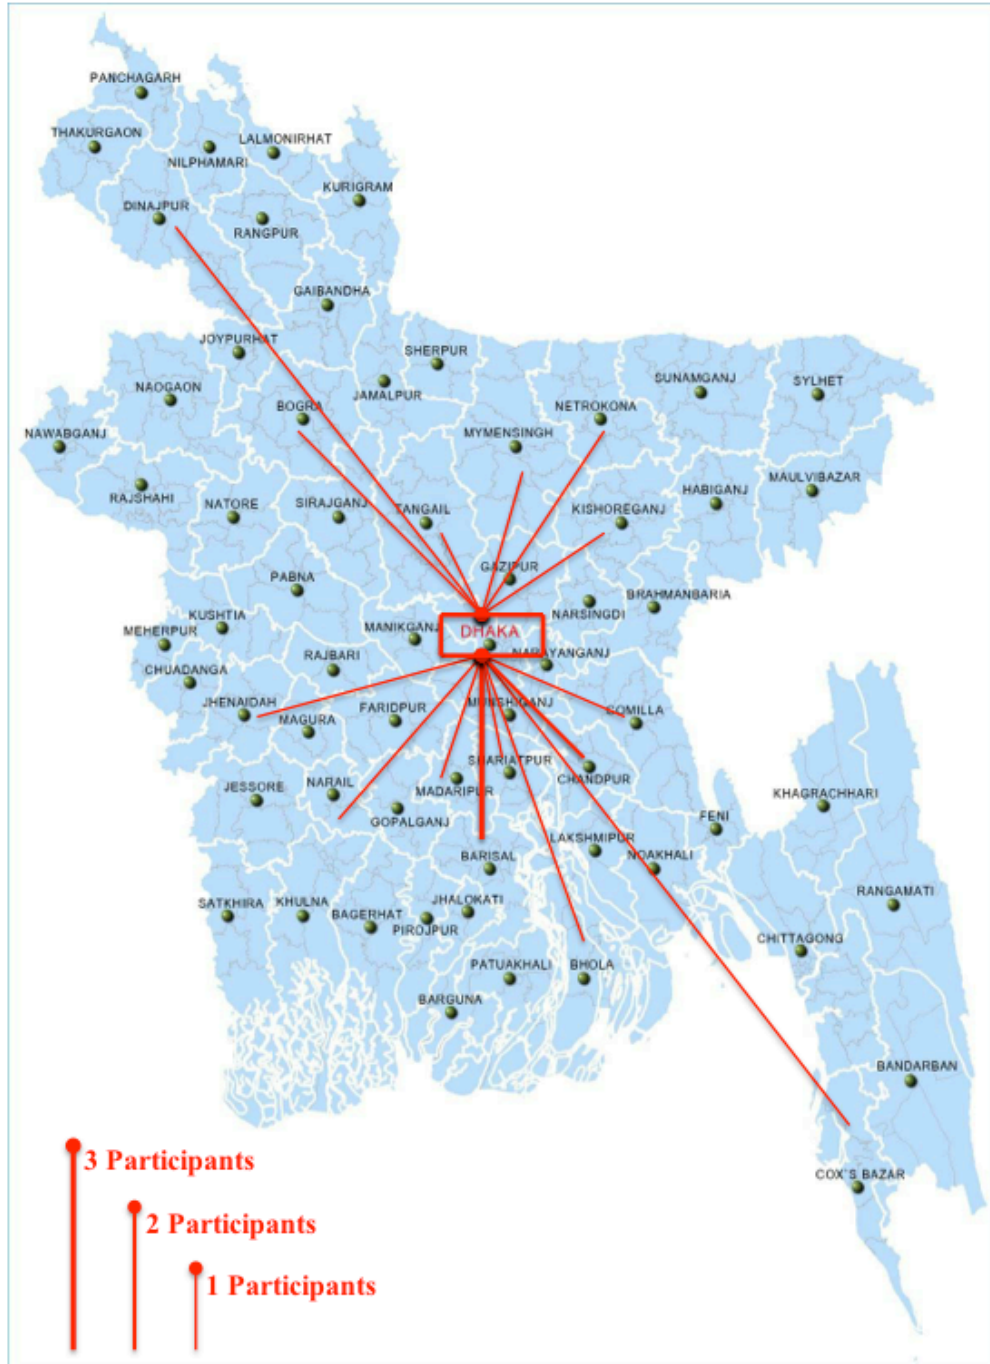 PANCHAGARH
THAKURGAON
LALMONIRHAT
NILPHAMARI
KURIGRAM
DINAJPUR
RANGPUR
GAIBANDHA
JOYPURHAT
SHERPUR
SUNAMGANJ
SYLHET
NAOGAON
JAMALPUR
BOGRA
NETROKONA
NAWABGANJ
MYMENSINGH
MAULVIBAZAR
RAJSHAHI
HABIGANJ
NATORE
SIRAJGANJ
TANGAIL
KISHOREGANJ
GAZIPUR
PABNA
BRAHMANBARIA
KUSHTIA
NARSINGDI
MEHERPUR
MANIKGANJ
DHAKA
RAJBARI
NARAYANGANJ
CHUADANGA
JHENAIDAH
FARIDPUR
MUNSHIGANJ
COMILLA
MAGURA
SHARIATPUR
CHANDPUR
JESSORE
NARAIL
MADARIPUR
KHAGRACHHARI
GOPALGANJ
FENI
LAKSHMIPUR
BARISAL
NOAKHALI
RANGAMATI
SATKHIRA
KHULNA
JHALOKATI
BAGERHAT
PIROJPUR
CHITTAGONG
PATUAKHALI
BHOLA
BARGUNA
BANDARBAN
COX'S BAZAR
3 Participants
2 Participants
1 Participants